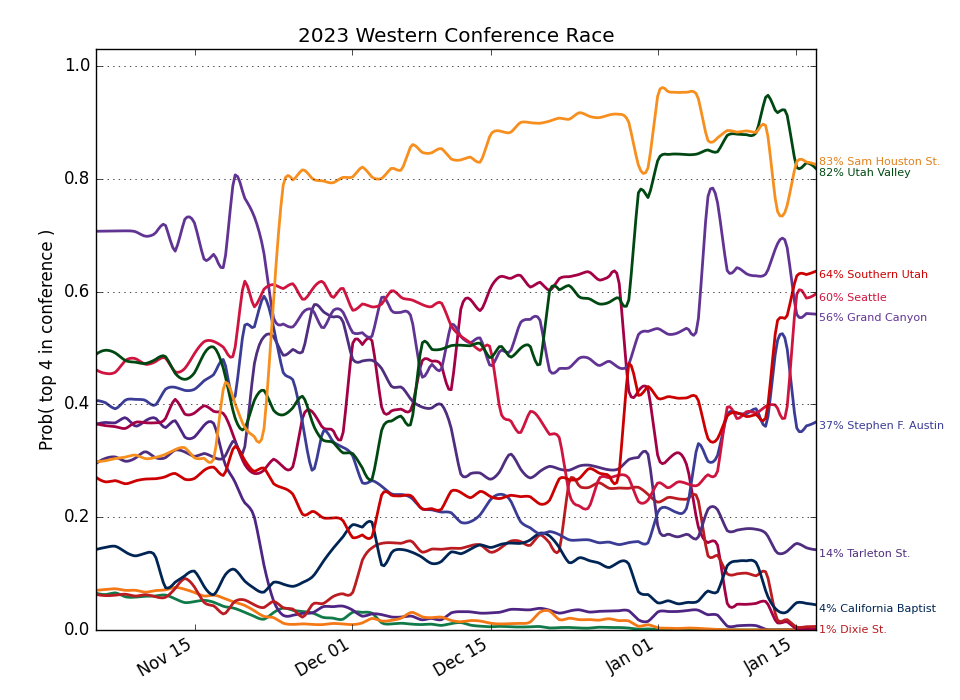 2023 Western Conference Race
Prob( top 4 in conference )
1.0
0.8
0.6
0.4
0.2
0.0
Nov 15
Dec 01
Dec 15
Jan 01
Jan 15
83% Sam Houston St.
82% Utah Valley
64% Southern Utah
60% Seattle
56% Grand Canyon
37% Stephen F. Austin
14% Tarleton St.
4% California Baptist
1% Dixie St.